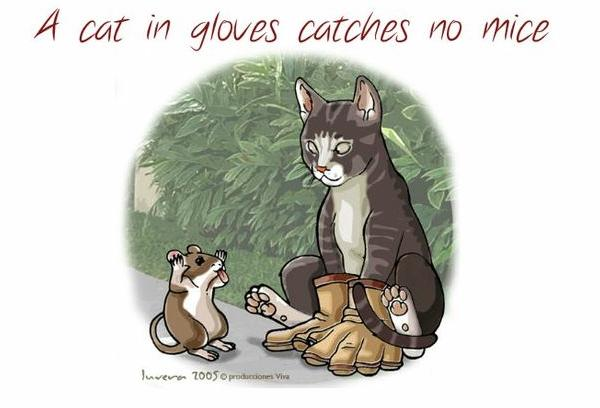 A cat in gloves catches no mice
Invera 2005 © producciones Viva